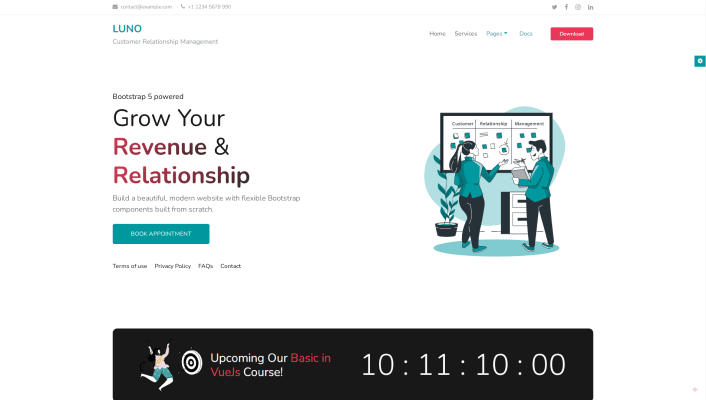 contact@example.com +1 1234 5678 990
LUNO
Customer Relationship Management
Home Services Pages Docs Download
Bootstrap 5 powered
Grow Your
Revenue &
Relationship
Build a beautiful, modern website with flexible Bootstrap
components built from scratch.
BOOK APPOINTMENT
Terms of use Privacy Policy FAQs Contact
Customer Relationship Management
Upcoming Our Basic in
VueJs Course!
10 : 11 : 10 : 00